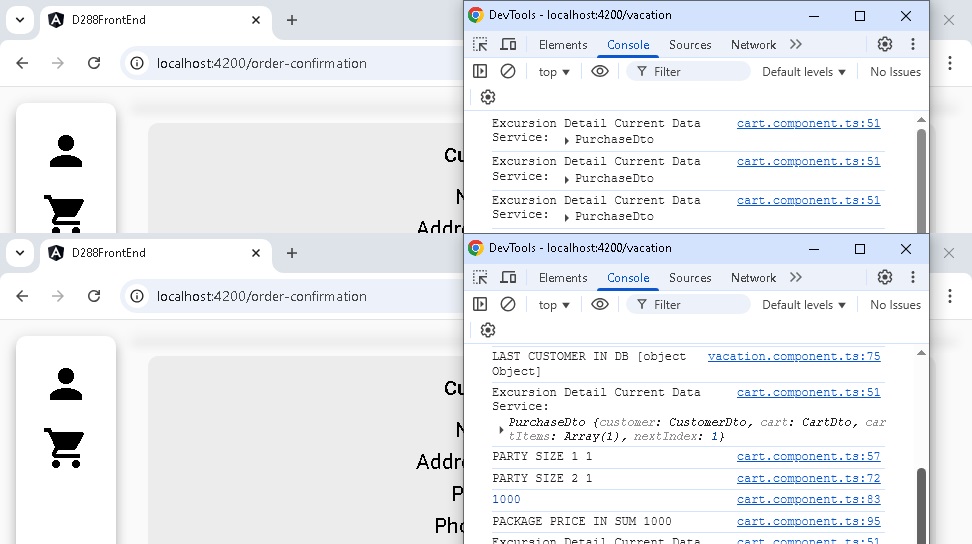 D288FrontEnd
DevTools - localhost:4200/vacation
Elements Console Sources Network
localhost:4200/order-confirmation
top Filter Default levels No Issues
Excursion Detail Current Data cart.component.ts:51
Service: PurchaseDto
Excursion Detail Current Data cart.component.ts:51
Service: PurchaseDto
Excursion Detail Current Data cart.component.ts:51
Service: PurchaseDto
Cu
N
Addre
D288FrontEnd
DevTools - localhost:4200/vacation
Elements Console Sources Network
localhost:4200/order-confirmation
top Filter Default levels No Issues
LAST CUSTOMER IN DB [object vacation.component.ts:75
Object]
Excursion Detail Current Data cart.component.ts:51
Service:
PurchaseDto {customer: CustomerDto, cart: CartDto, car
tItems: Array(1), nextIndex: 1}
PARTY SIZE 1 1 cart.component.ts:57
PARTY SIZE 2 1 cart.component.ts:72
1000 cart.component.ts:83
PACKAGE PRICE IN SUM 1000 cart.component.ts:95
Excursion Detail Current Data cart.component.ts:51
Cu
N
Addre
P
Pho